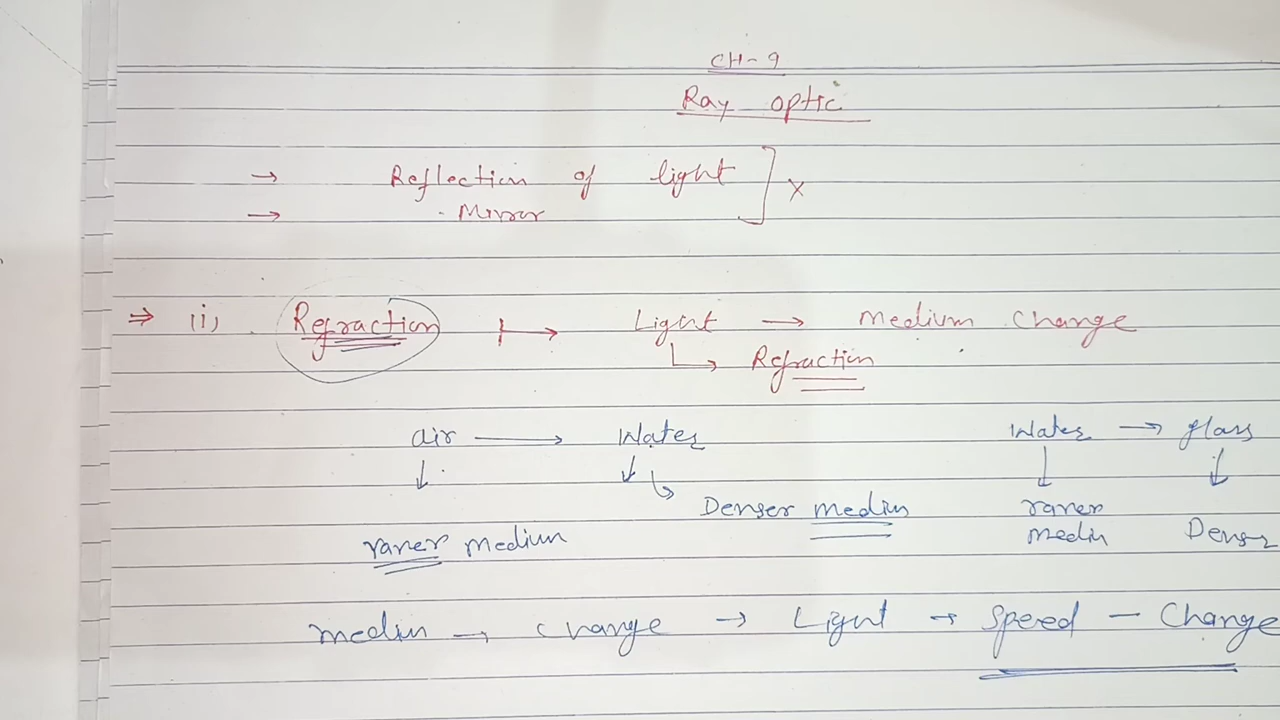 CH-9
Ray optic
→ Reflection of light ] x
→ Mirror
⇒ (i) Refraction ↦ Light → medium change
↳ Refraction
air → Water Water → glass
↓ ↓ ↳ ↓ ↓
Denser medium rarer
rarer medium medium Denser
medium → change → Light → speed - Change